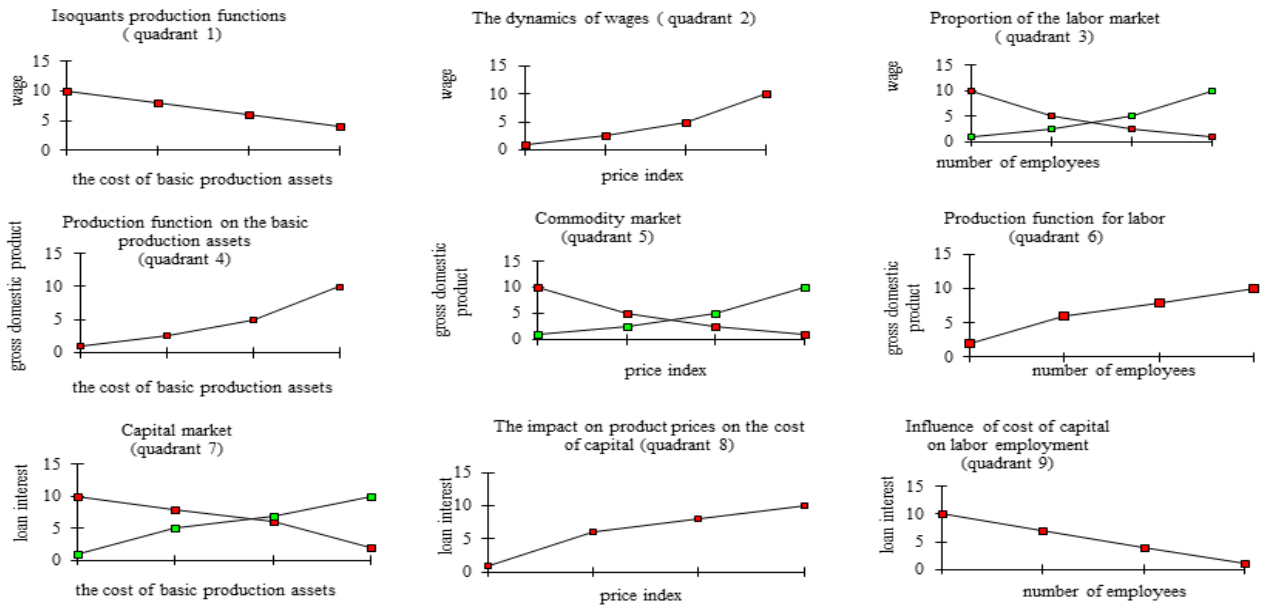 Isoquants production functions
( quadrant 1)
wage
15
10
5
0
the cost of basic production assets
The dynamics of wages ( quadrant 2)
wage
15
10
5
0
price index
Proportion of the labor market
( quadrant 3)
wage
15
10
5
0
number of employees
Production function on the basic
production assets
(quadrant 4)
gross domestic product
15
10
5
0
the cost of basic production assets
Commodity market
(quadrant 5)
gross domestic
product
15
10
5
0
price index
Production function for labor
(quadrant 6)
gross domestic
product
15
10
5
0
number of employees
Capital market
(quadrant 7)
loan interest
15
10
5
0
the cost of basic production assets
The impact on product prices on the cost
of capital (quadrant 8)
loan interest
15
10
5
0
price index
Influence of cost of capital
on labor employment
(quadrant 9)
loan interest
15
10
5
0
number of employees